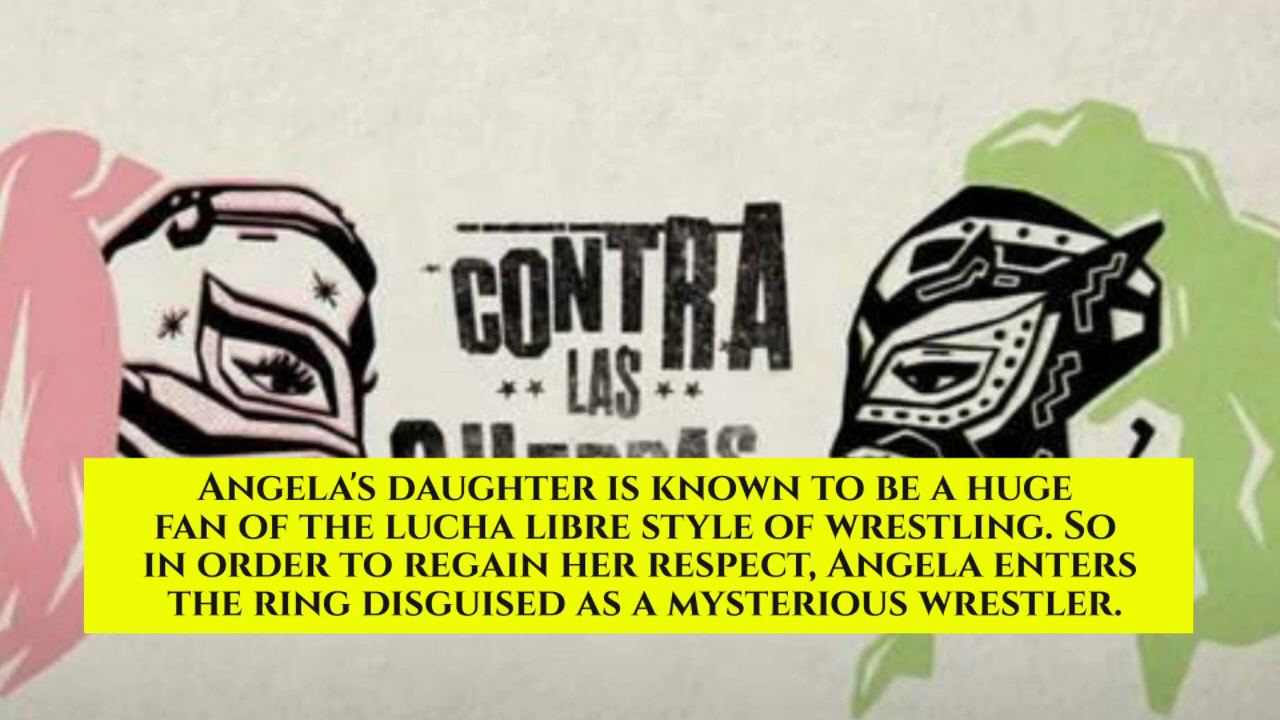 CONTRA
LAS
ANGELA'S DAUGHTER IS KNOWN TO BE A HUGE
FAN OF THE LUCHA LIBRE STYLE OF WRESTLING. SO
IN ORDER TO REGAIN HER RESPECT, ANGELA ENTERS
THE RING DISGUISED AS A MYSTERIOUS WRESTLER.